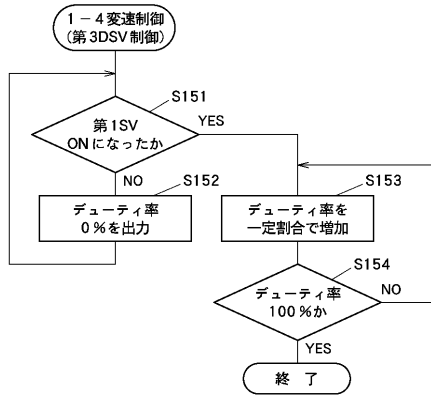 1－4変速制御
(第3DSV制御)
S151
第1SV
ONになったか
YES
NO
S152
デューティ率
0％を出力
S153
デューティ率を
一定割合で増加
S154
デューティ率
100％か
NO
YES
終了